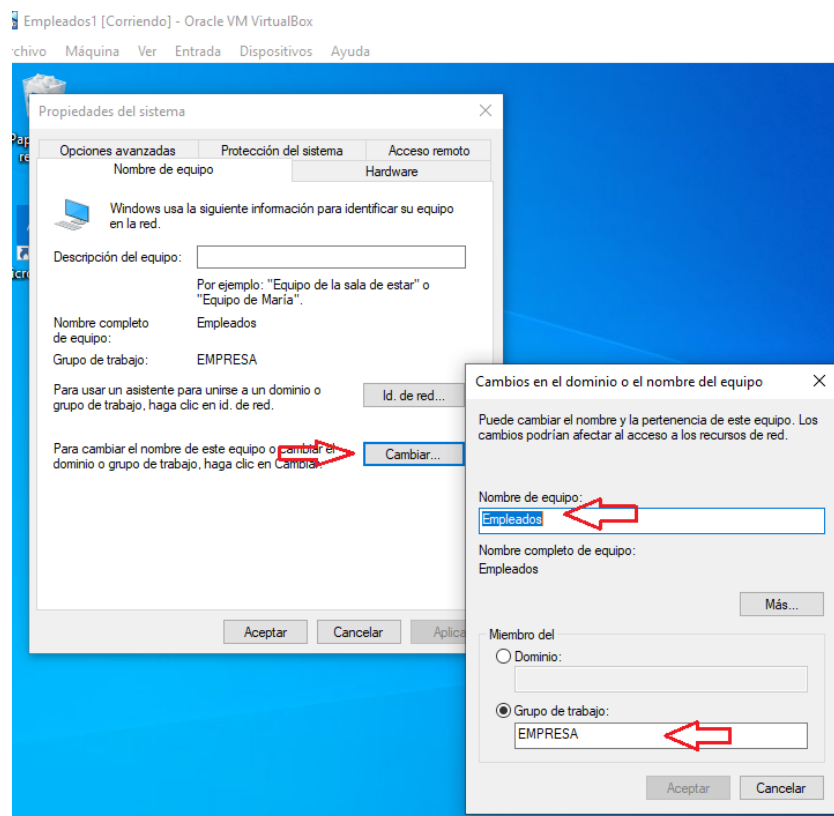 Empleados1 [Corriendo] - Oracle VM VirtualBox
Máquina Ver Entrada Dispositivos Ayuda
Propiedades del sistema
Opciones avanzadas Protección del sistema Acceso remoto
Nombre de equipo Hardware
Windows usa la siguiente información para identificar su equipo
en la red.
Descripción del equipo:
Por ejemplo: "Equipo de la sala de estar" o
"Equipo de María".
Nombre completo
de equipo:
Empleados
Grupo de trabajo: EMPRESA
Para usar un asistente para unirse a un dominio o
grupo de trabajo, haga clic en id. de red.
Id. de red...
Para cambiar el nombre de este equipo o cambiar el
dominio o grupo de trabajo, haga clic en Cambiar.
Cambiar...
Aceptar Cancelar
Cambios en el dominio o el nombre del equipo
Puede cambiar el nombre y la pertenencia de este equipo. Los
cambios podrían afectar al acceso a los recursos de red.
Nombre de equipo:
Empleados
Nombre completo de equipo:
Empleados
Más...
Miembro del
Dominio:
Grupo de trabajo:
EMPRESA
Aceptar Cancelar